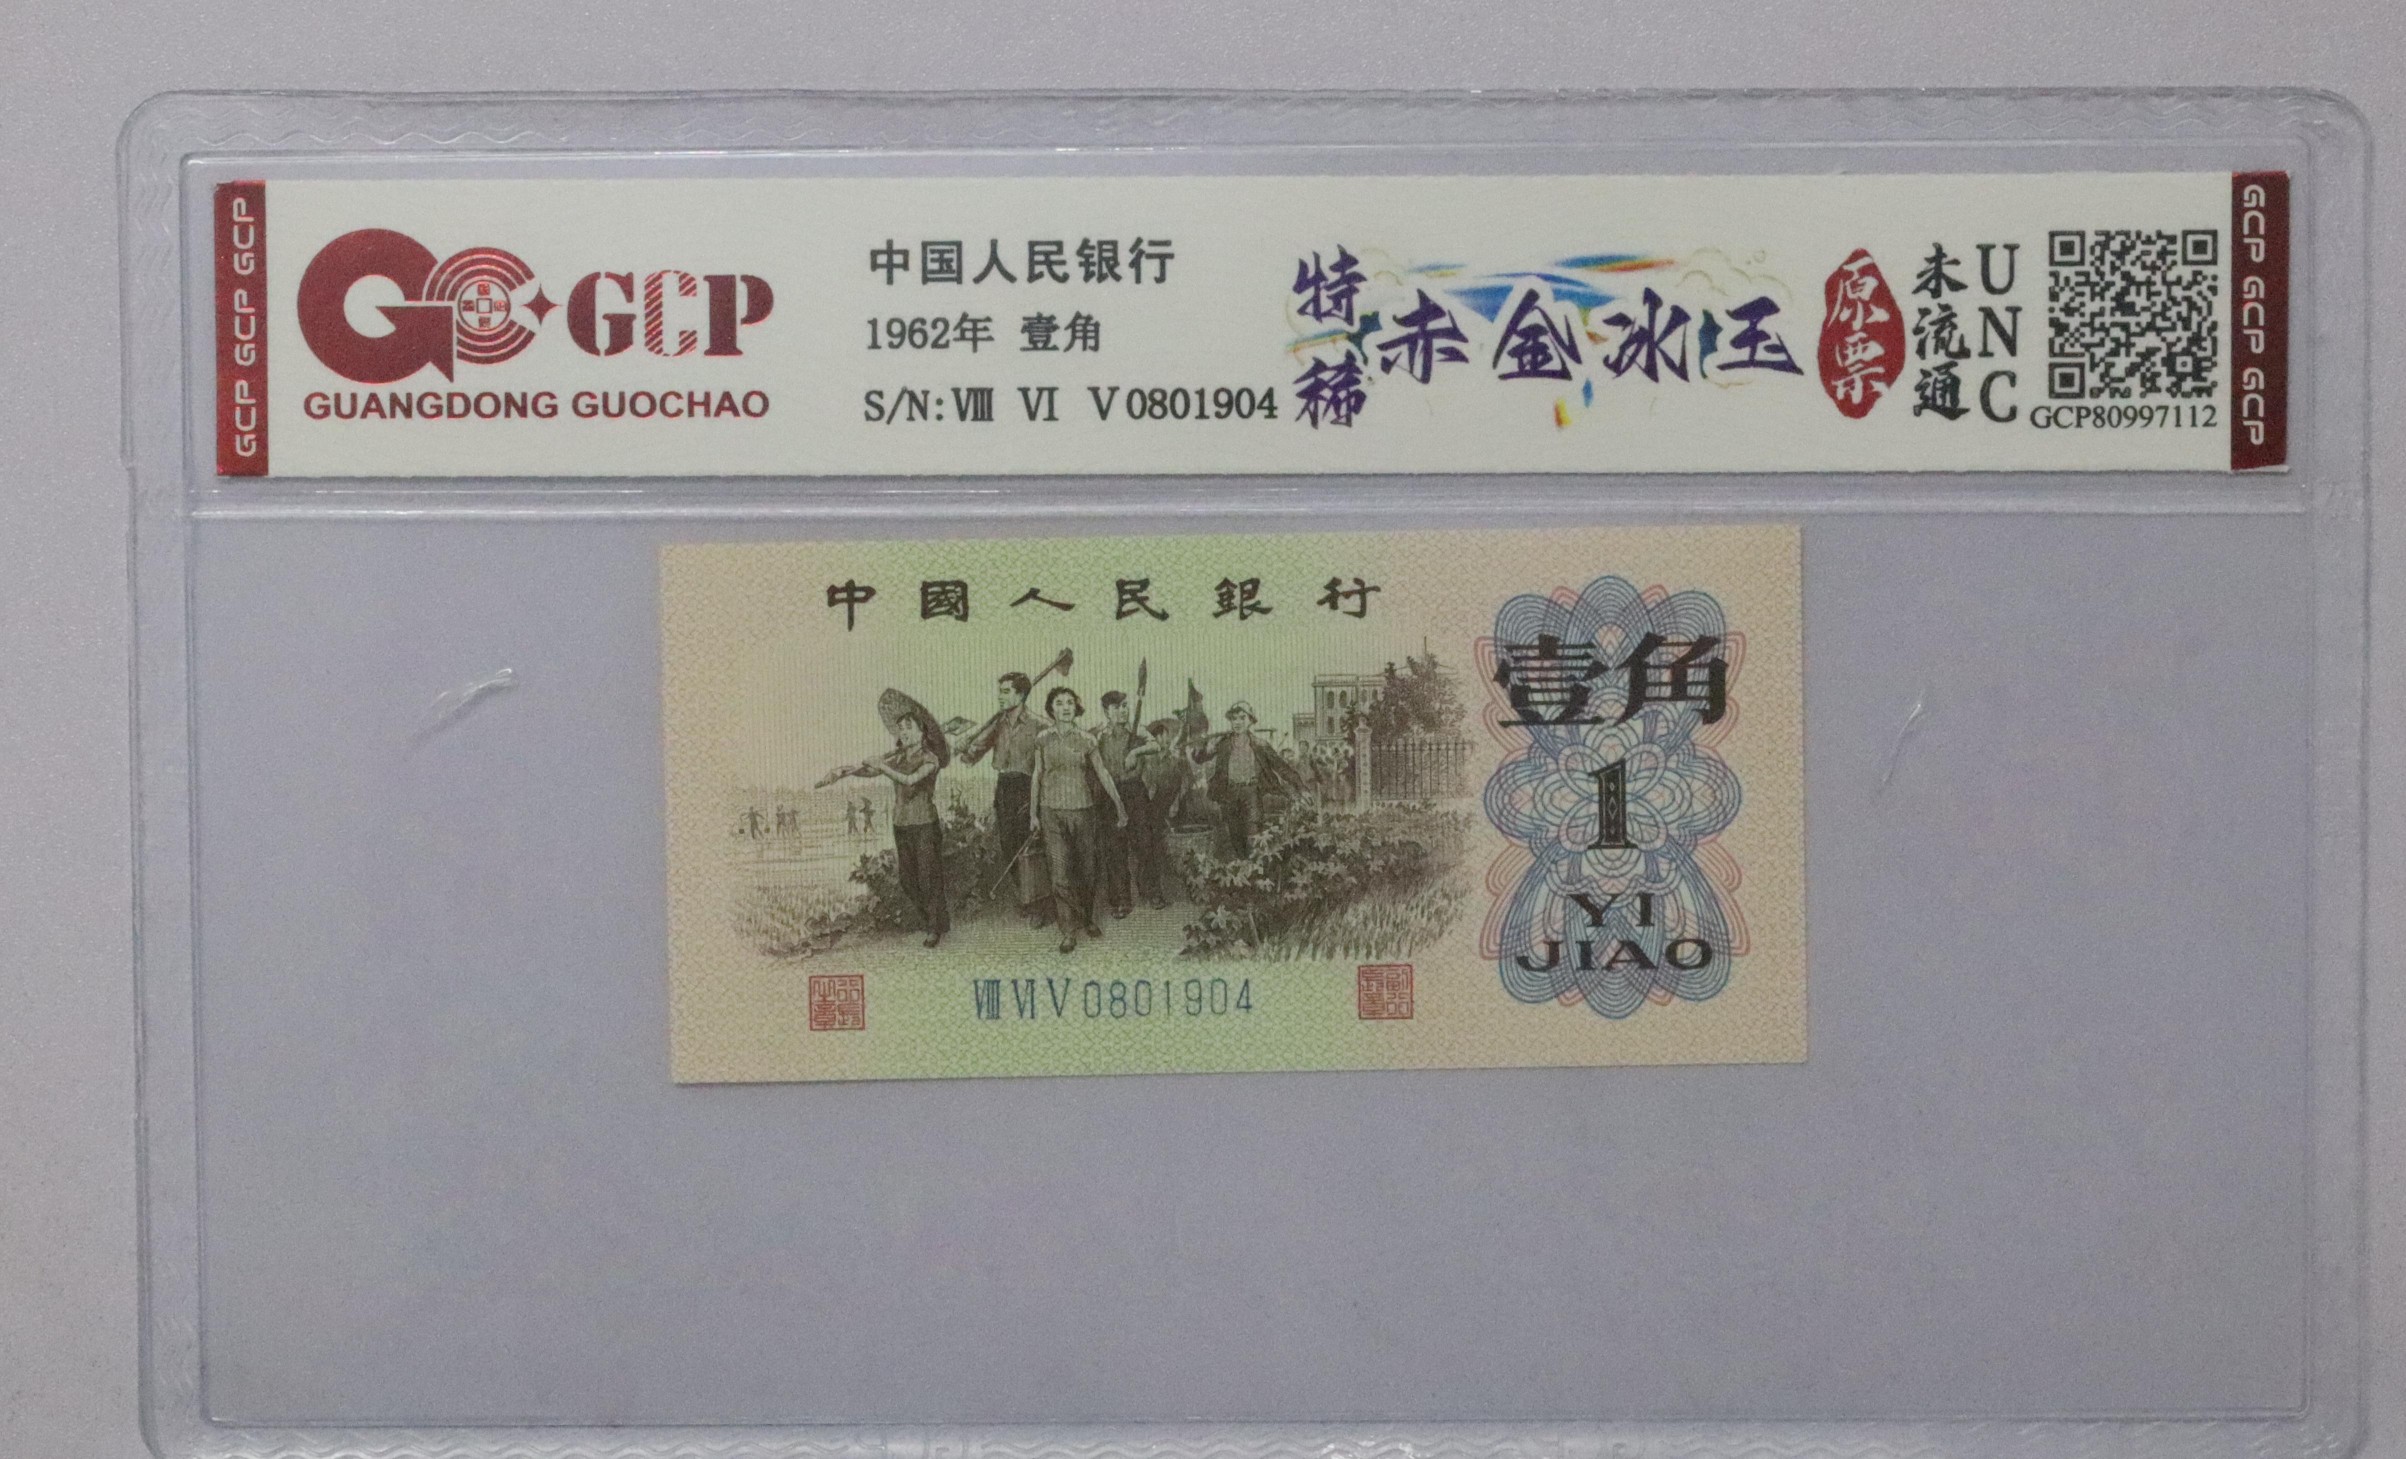 GCP GCP GCP
GCP
GUANGDONG GUOCHAO
中国人民银行
1962年 壹角
S/N:Ⅷ Ⅵ Ⅴ0801904
特稀
赤金冰玉
原票
未流通
UNC
GCP80997112
GCP GCP GCP
中國人民銀行
壹角
1
YI
JIAO
ⅧⅥⅤ0801904